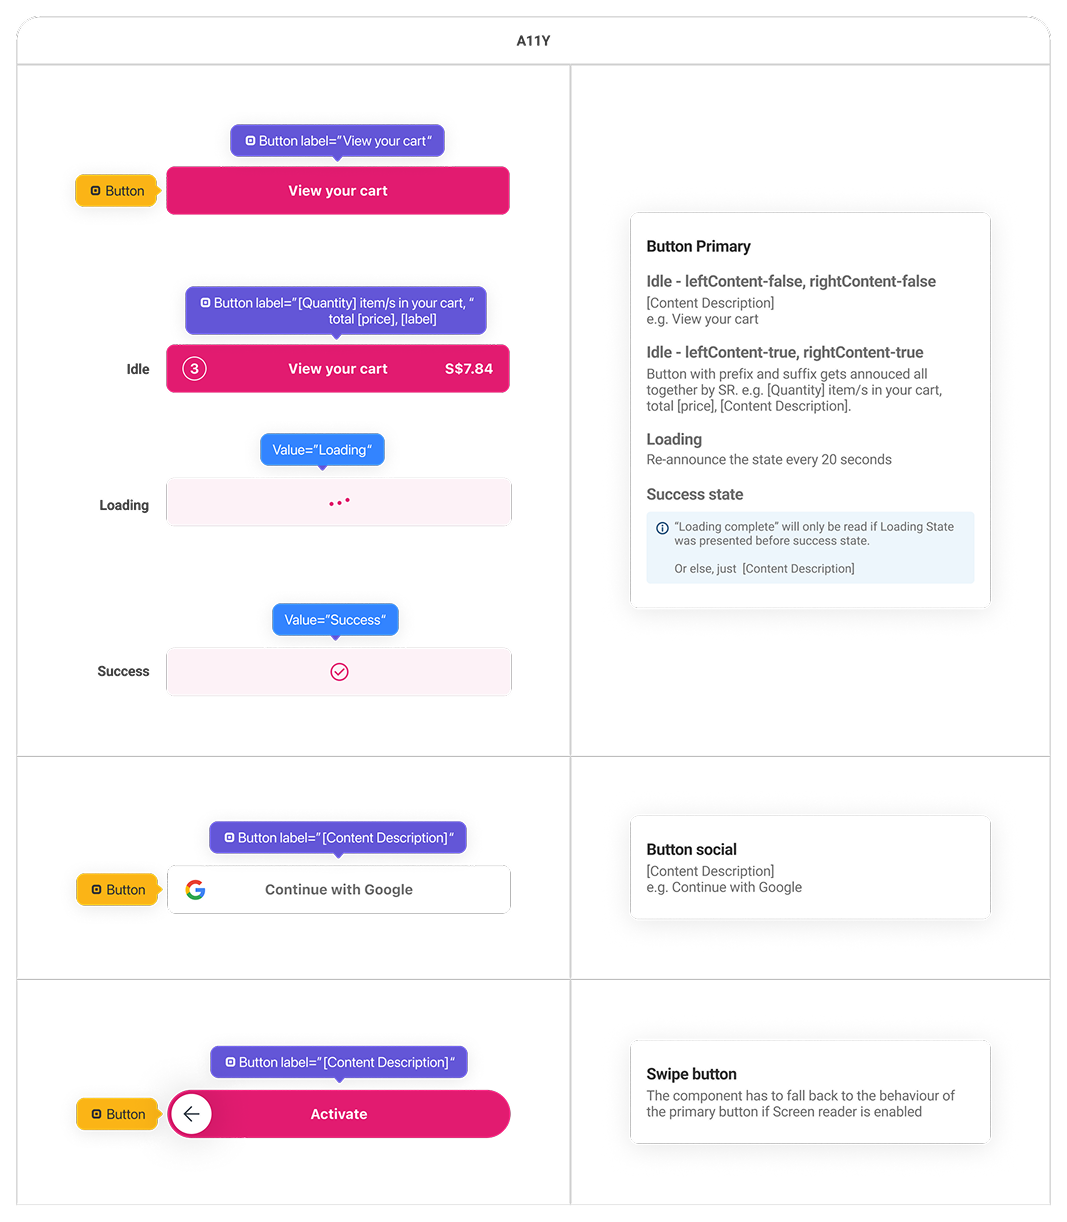 A11Y
Button label=”View your cart“
Button
View your cart
Button label=”[Quantity] item/s in your cart, “
total [price], [label]
Idle
3
View your cart
S$7.84
Value=”Loading“
Loading
Value=”Success“
Success
Button Primary
Idle - leftContent-false, rightContent-false
[Content Description]
e.g. View your cart
Idle - leftContent-true, rightContent-true
Button with prefix and suffix gets annouced all
together by SR. e.g. [Quantity] item/s in your cart,
total [price], [Content Description].
Loading
Re-announce the state every 20 seconds
Success state
“Loading complete” will only be read if Loading State
was presented before success state.
Or else, just [Content Description]
Button label=”[Content Description]“
Button
Continue with Google
Button social
[Content Description]
e.g. Continue with Google
Button label=”[Content Description]“
Button
Activate
Swipe button
The component has to fall back to the behaviour of
the primary button if Screen reader is enabled